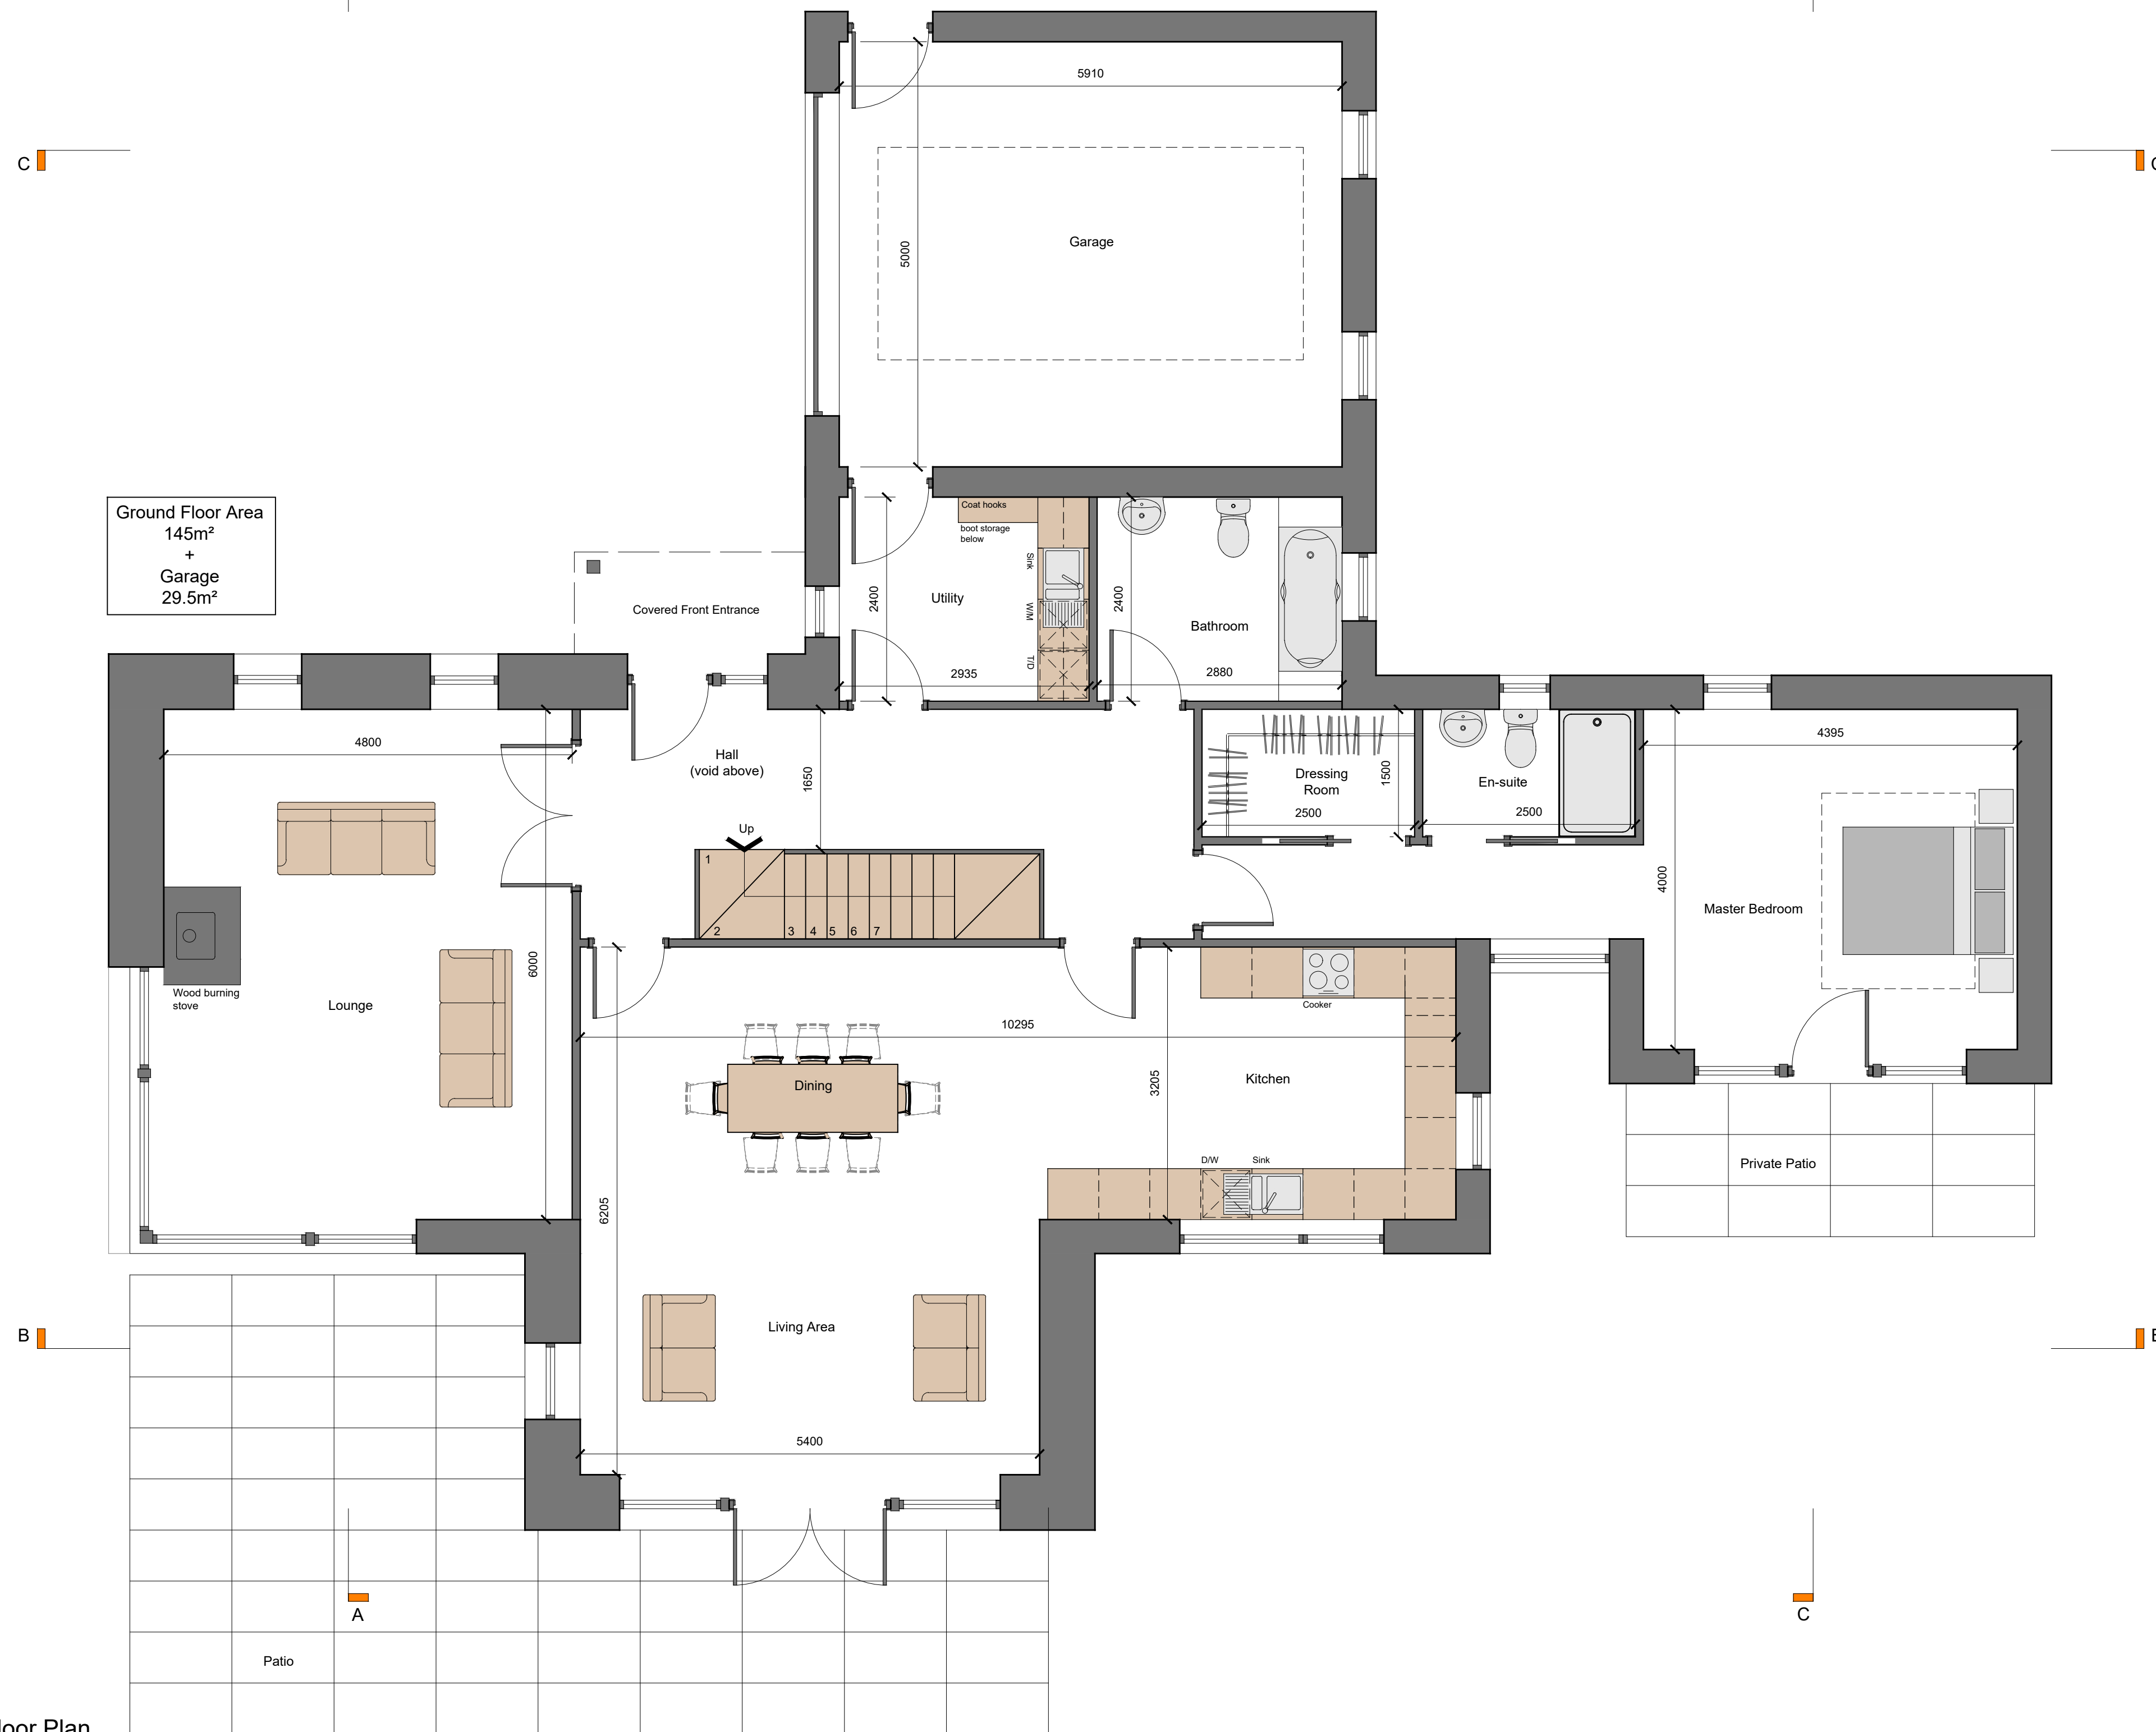 5910
C
C
Garage
5000
Ground Floor Area
145m²
+
Garage
29.5m²
Coat hooks
boot storage
below
Sink
W/M
T/D
Utility
2400
2400
Covered Front Entrance
Bathroom
2935
2880
4800
Hall
(void above)
1650
Dressing
Room
1500
2500
En-suite
2500
4395
Up
1
2
3
4
5
6
7
4000
Master Bedroom
6000
Wood burning
stove
Lounge
Cooker
10295
Dining
3205
Kitchen
D/W
Sink
Private Patio
6205
B
Living Area
5400
A
C
Patio
Plan